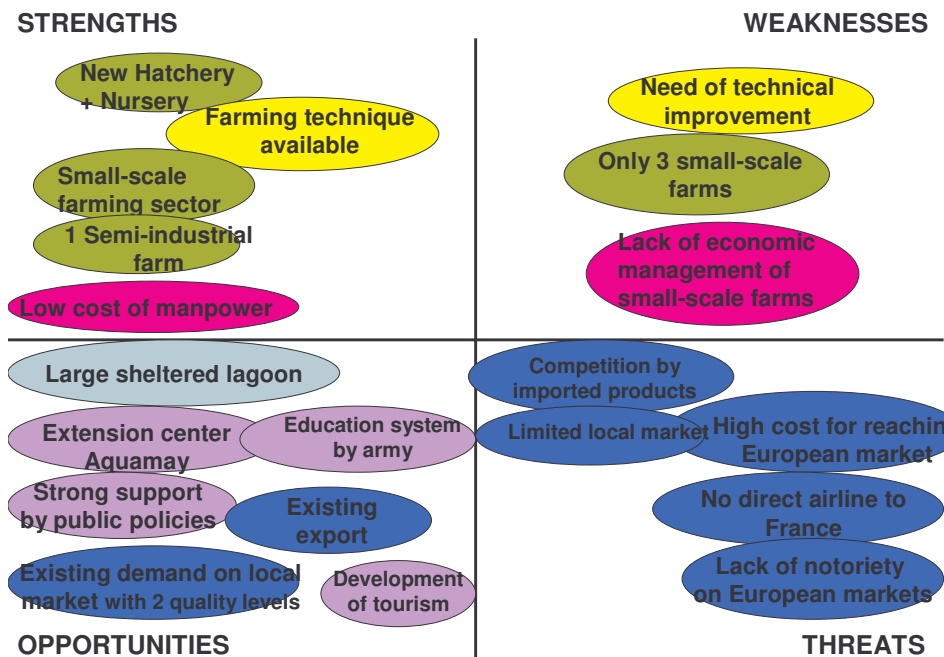 STRENGTHS
New Hatchery
+ Nursery
Farming technique
available
Small-scale
farming sector
1 Semi-industrial
farm
Low cost of manpower
WEAKNESSES
Need of technical
improvement
Only 3 small-scale
farms
Lack of economic
management of
small-scale farms
Large sheltered lagoon
Extension center
Aquamay
Education system
by army
Strong support
by public policies
Existing
export
Existing demand on local
market with 2 quality levels
Development
of tourism
OPPORTUNITIES
Competition by
imported products
Limited local market
High cost for reachin
European market
No direct airline to
France
Lack of notoriety
on European markets
THREATS